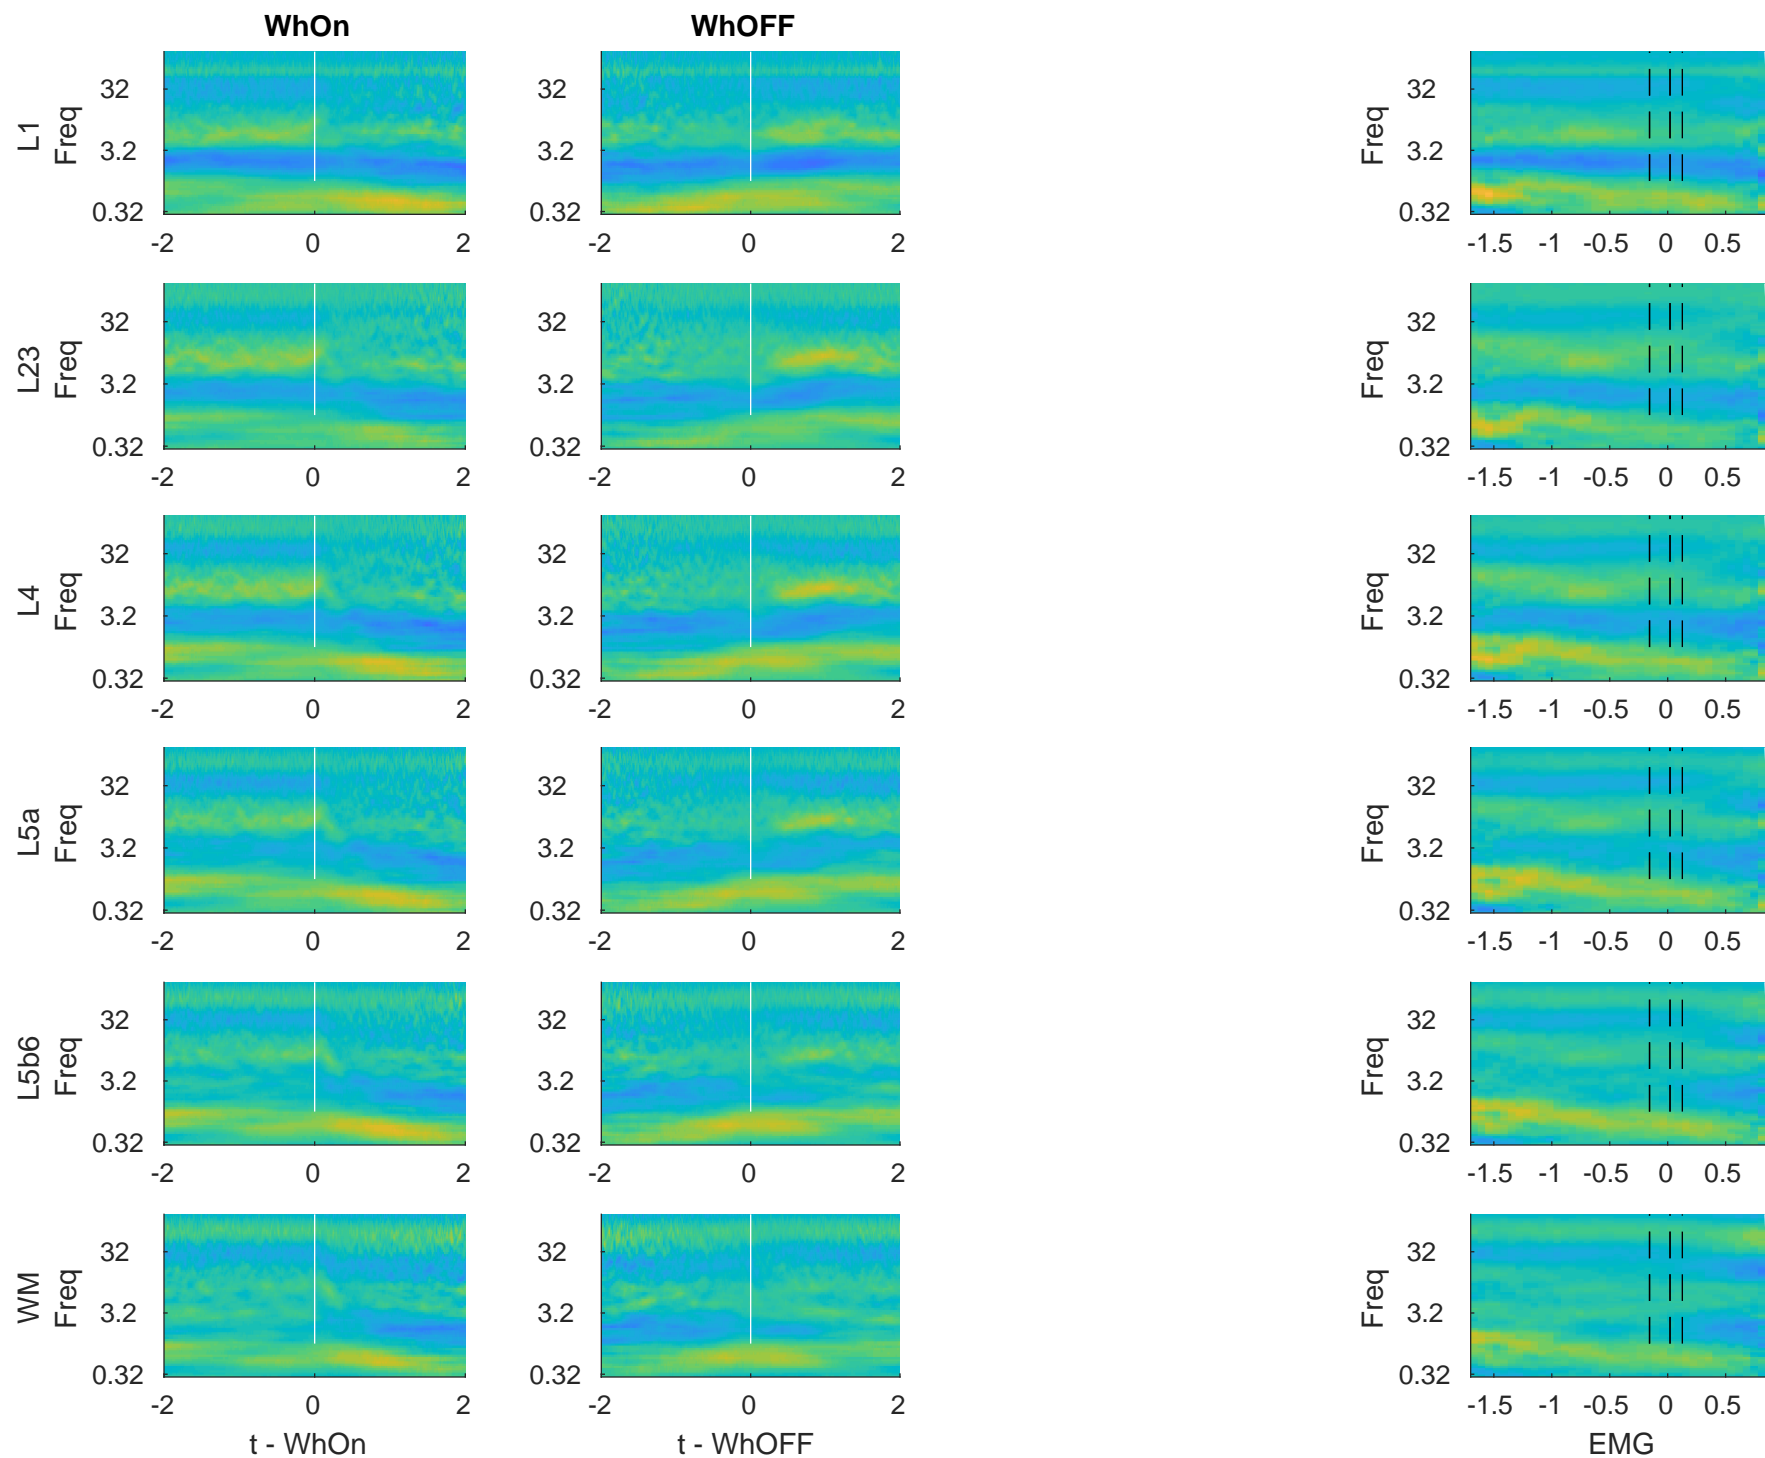 WhOn WhOFF
L1 Freq 32 3.2 0.32 -2 0 2
32 3.2 0.32 -2 0 2
Freq 32 3.2 0.32 -1.5 -1 -0.5 0 0.5
L23 Freq 32 3.2 0.32 -2 0 2
32 3.2 0.32 -2 0 2
Freq 32 3.2 0.32 -1.5 -1 -0.5 0 0.5
L4 Freq 32 3.2 0.32 -2 0 2
32 3.2 0.32 -2 0 2
Freq 32 3.2 0.32 -1.5 -1 -0.5 0 0.5
L5a Freq 32 3.2 0.32 -2 0 2
32 3.2 0.32 -2 0 2
Freq 32 3.2 0.32 -1.5 -1 -0.5 0 0.5
L5b6 Freq 32 3.2 0.32 -2 0 2
32 3.2 0.32 -2 0 2
Freq 32 3.2 0.32 -1.5 -1 -0.5 0 0.5
WM Freq 32 3.2 0.32 -2 0 2
32 3.2 0.32 -2 0 2
Freq 32 3.2 0.32 -1.5 -1 -0.5 0 0.5
t - WhOn t - WhOFF EMG